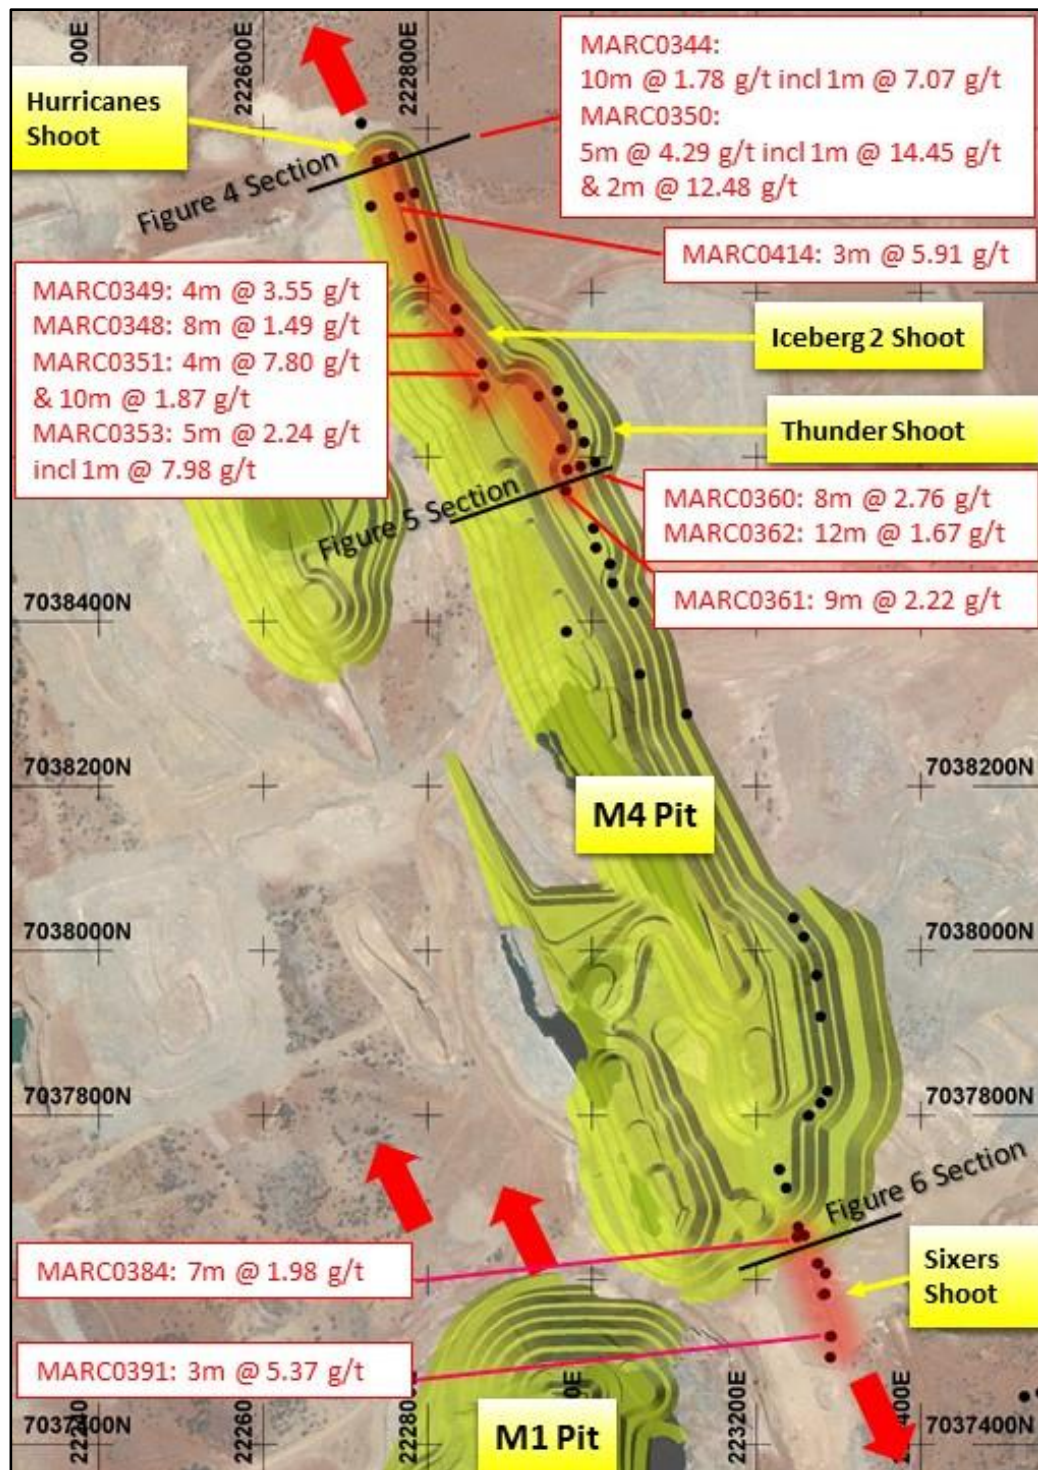 222600E
222800E
MARC0344:
10m @ 1.78 g/t incl 1m @ 7.07 g/t
MARC0350:
5m @ 4.29 g/t incl 1m @ 14.45 g/t
& 2m @ 12.48 g/t
Hurricanes
Shoot
Figure 4 Section
MARC0414: 3m @ 5.91 g/t
MARC0349: 4m @ 3.55 g/t
MARC0348: 8m @ 1.49 g/t
MARC0351: 4m @ 7.80 g/t
& 10m @ 1.87 g/t
MARC0353: 5m @ 2.24 g/t
incl 1m @ 7.98 g/t
Iceberg 2 Shoot
Thunder Shoot
Figure 5 Section
MARC0360: 8m @ 2.76 g/t
MARC0362: 12m @ 1.67 g/t
MARC0361: 9m @ 2.22 g/t
7038400N
7038200N
7038200N
M4 Pit
7038000N
7038000N
7037800N
7037800N
Figure 6 Section
MARC0384: 7m @ 1.98 g/t
Sixers
Shoot
MARC0391: 3m @ 5.37 g/t
7037400N
M1 Pit
223200E
7037400N